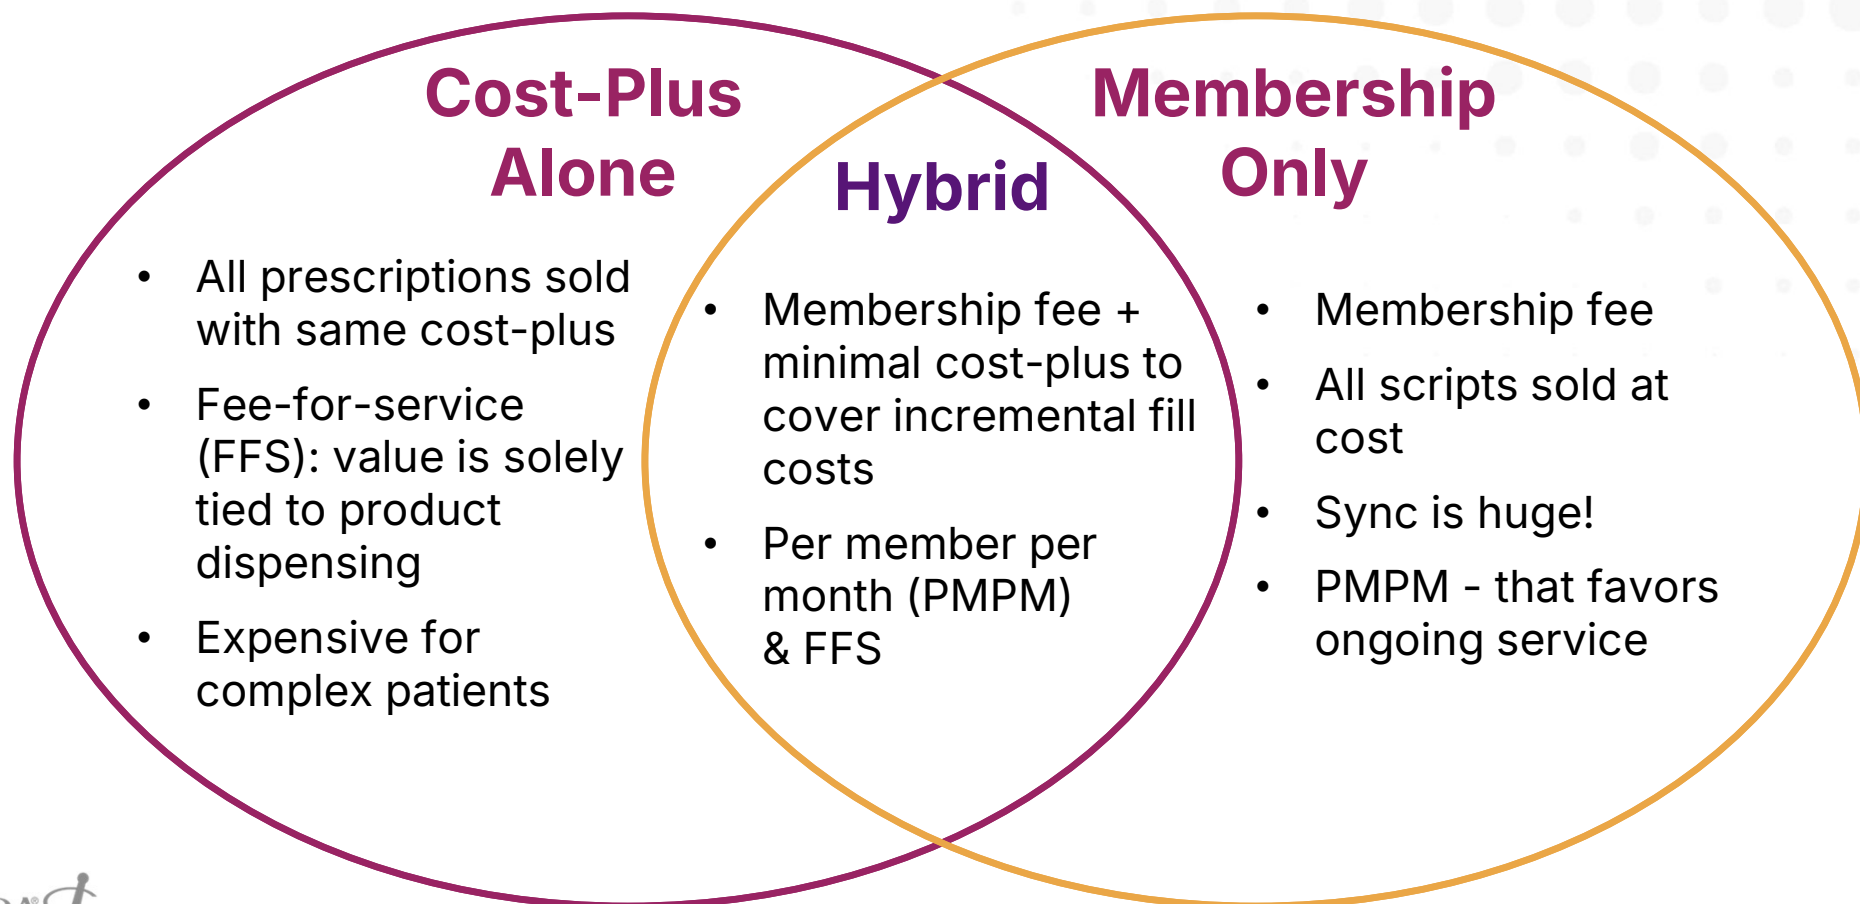 Cost-Plus
Alone
• All prescriptions sold
with same cost-plus
• Fee-for-service
(FFS): value is solely
tied to product
dispensing
• Expensive for
complex patients
Hybrid
• Membership fee +
minimal cost-plus to
cover incremental fill
costs
• Per member per
month (PMPM)
& FFS
Membership
Only
• Membership fee
• All scripts sold at
cost
• Sync is huge!
• PMPM - that favors
ongoing service